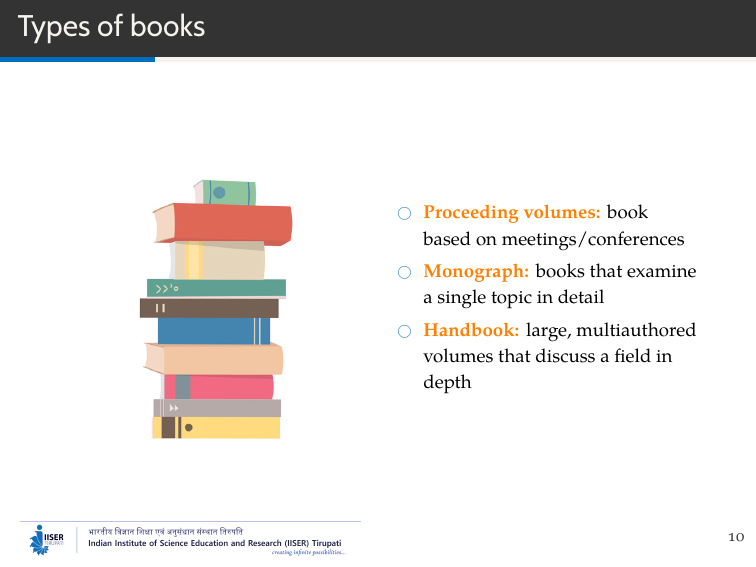 Types of books
Proceeding volumes: book
based on meetings/conferences
Monograph: books that examine
a single topic in detail
Handbook: large, multiauthored
volumes that discuss a field in
depth
IISER
TIRUPATI
भारतीय विज्ञान शिक्षा एवं अनुसंधान संस्थान तिरुपति
Indian Institute of Science Education and Research (IISER) Tirupati
creating infinite possibilities...
10